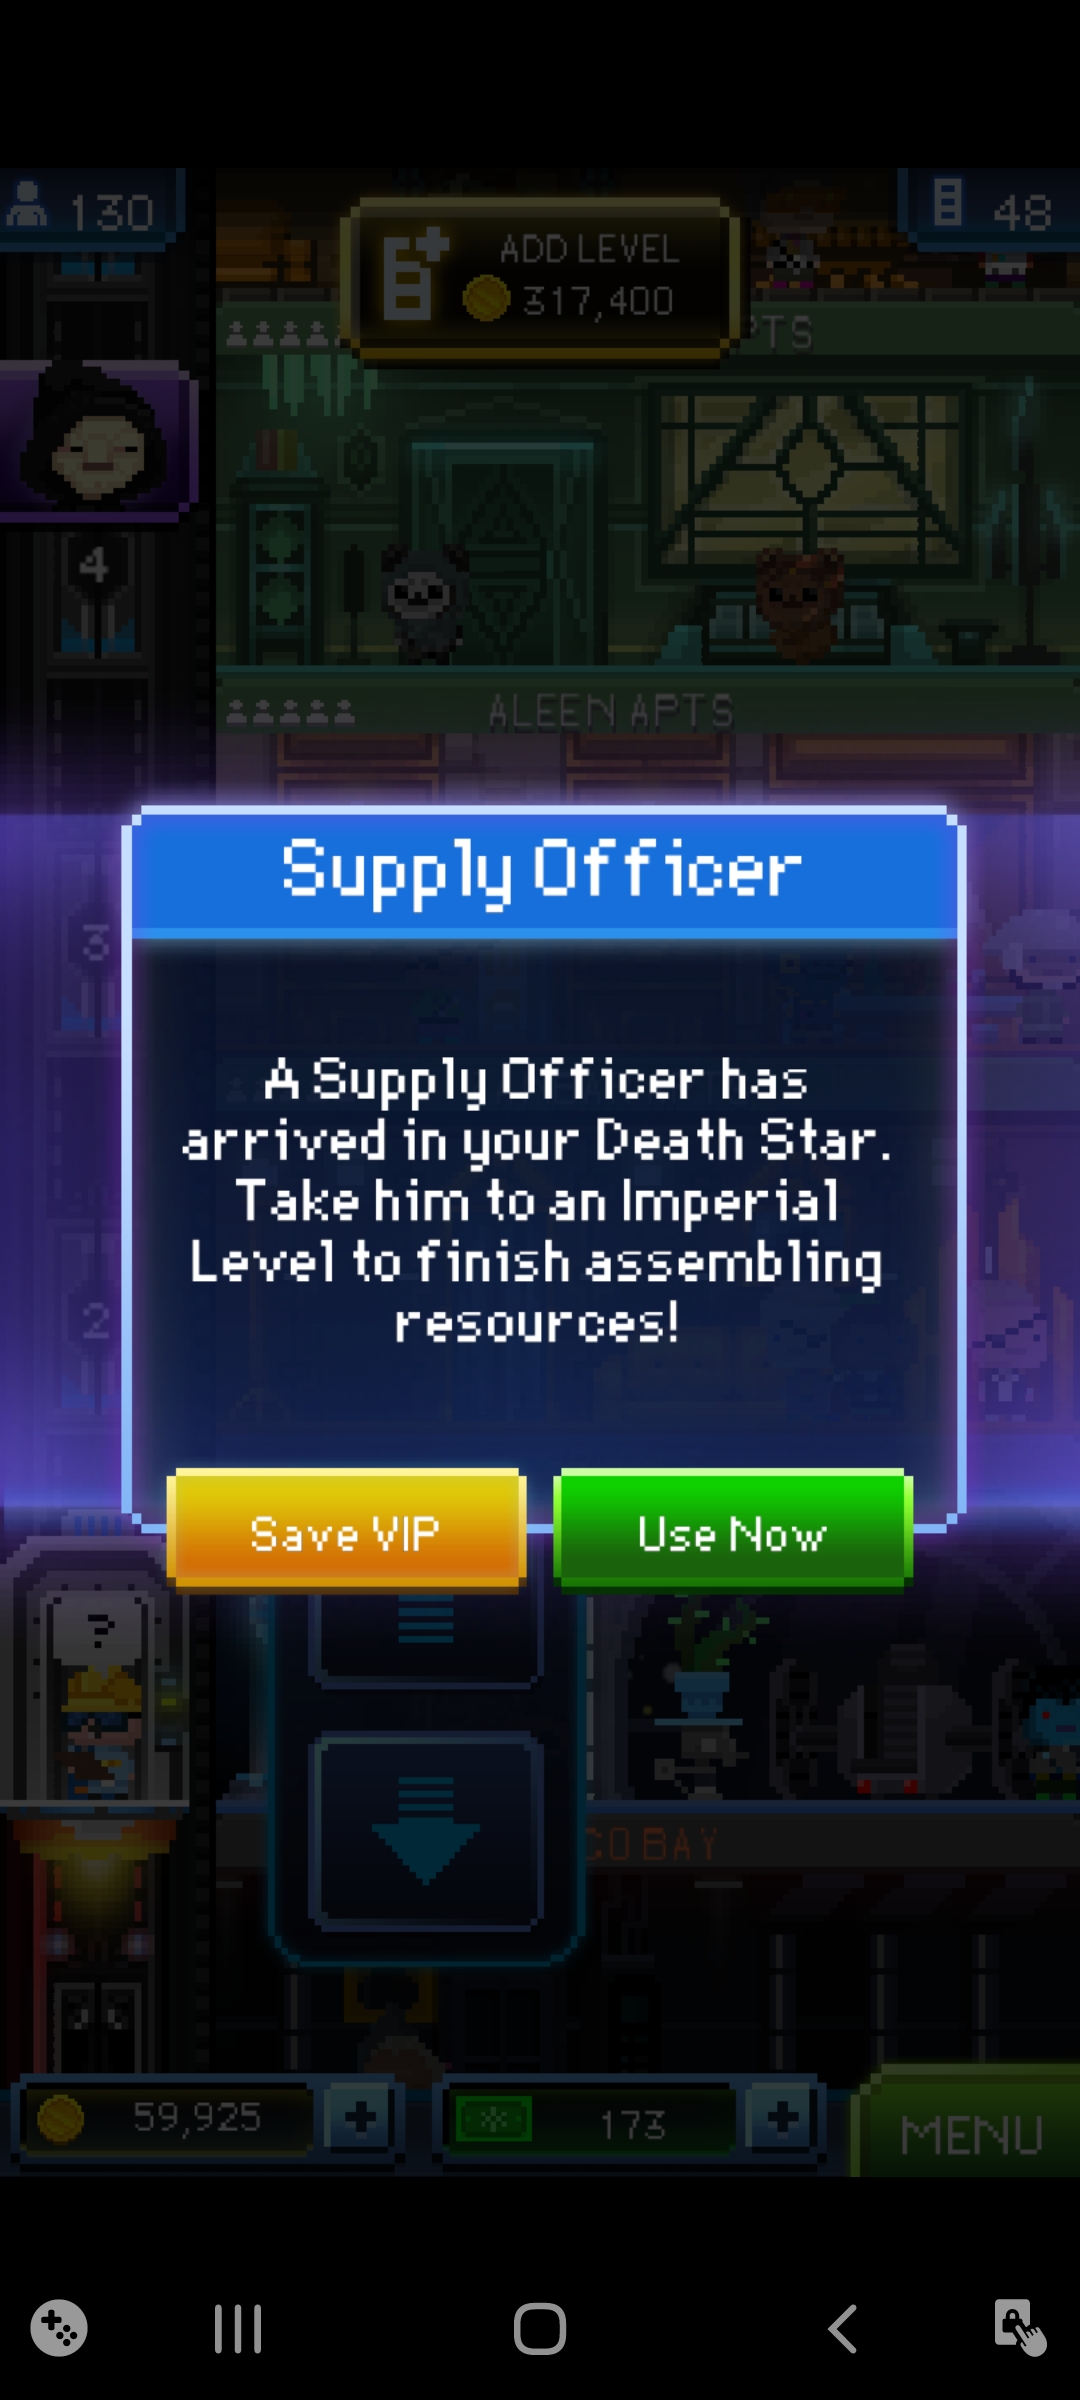 130
ADD LEVEL
317,400
48
PTS
4
ALEEN APTS
Supply Officer
3
A Supply Officer has
arrived in your Death Star.
Take him to an Imperial
Level to finish assembling
resources!
2
Save VIP
Use Now
?
CO BAY
59,925
173
MENU